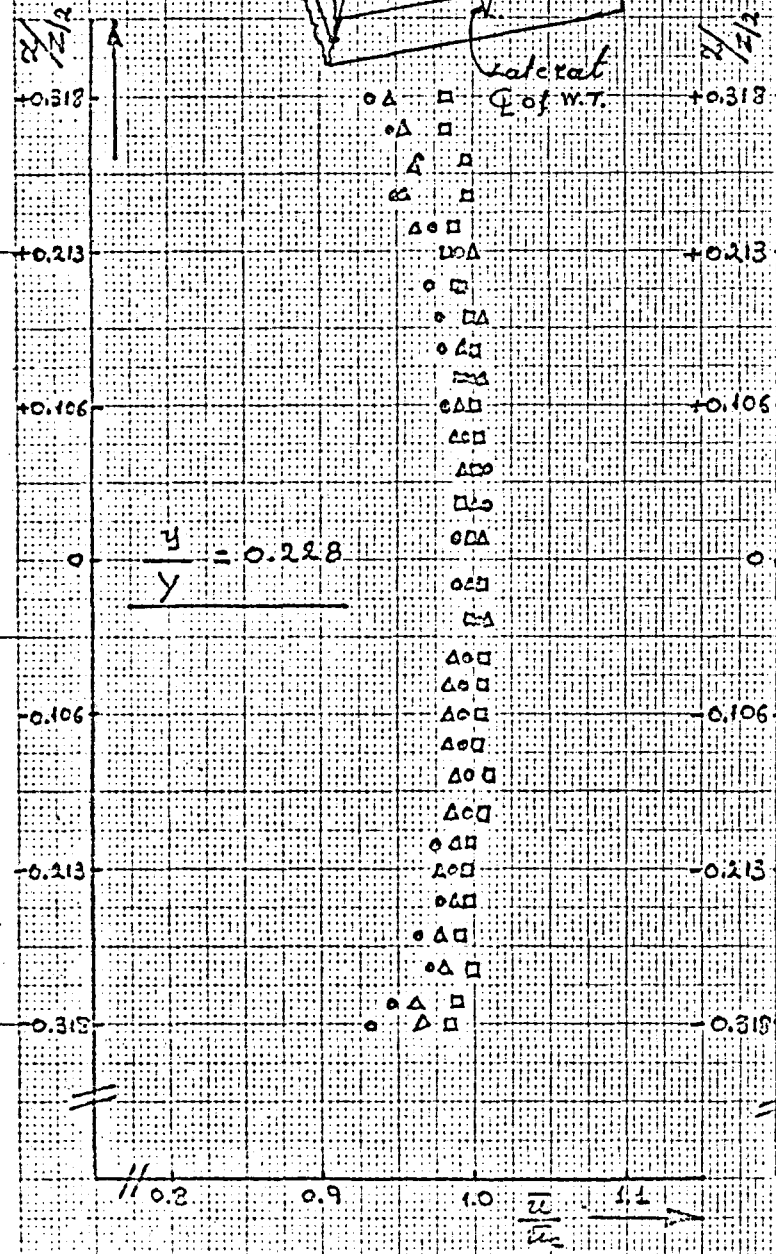 z/Z/2 z/Z/2
Lateral
℄ of W.T.
+0.318 +0.318
+0.213 +0.213
+0.106 +0.106
y/Y = 0.228
0 0
-0.106 -0.106
-0.213 -0.213
-0.318 -0.318
0.8 0.9 1.0 1.1